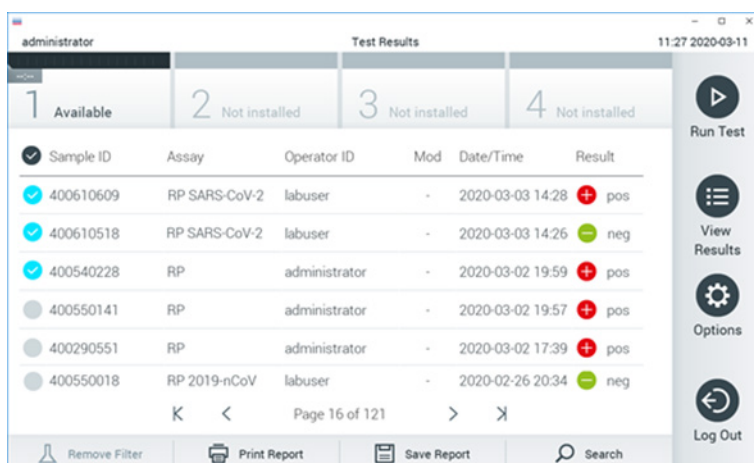 administrator Test Results 11:27 2020-03-11
--:--
1 Available 2 Not installed 3 Not installed 4 Not installed
Run Test
Sample ID Assay Operator ID Mod Date/Time Result
400610609 RP SARS-CoV-2 labuser - 2020-03-03 14:28 pos
400610518 RP SARS-CoV-2 labuser - 2020-03-03 14:26 neg
View
Results
400540228 RP administrator - 2020-03-02 19:59 pos
400550141 RP administrator - 2020-03-02 19:57 pos
Options
400290551 RP administrator - 2020-03-02 17:39 pos
400550018 RP 2019-nCoV labuser - 2020-02-26 20:34 neg
Page 16 of 121
Log Out
Remove Filter Print Report Save Report Search